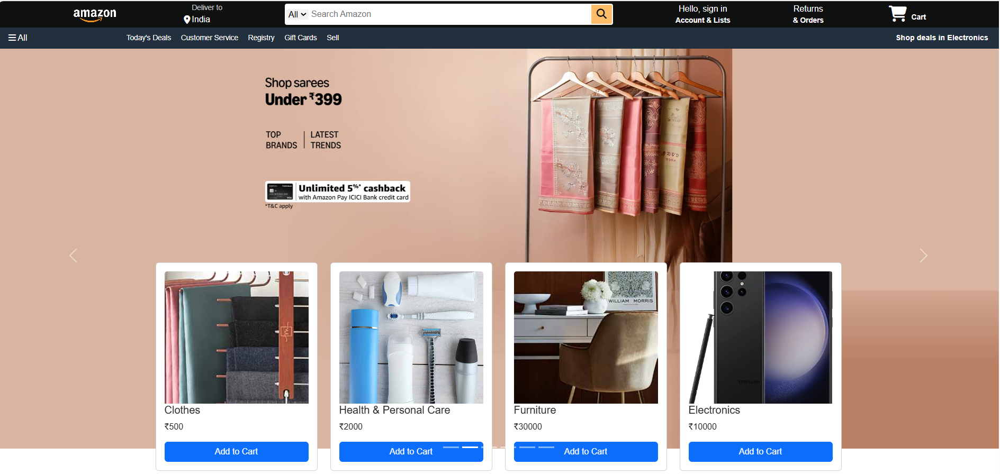 amazon
Deliver to
India
All
Search Amazon
Hello, sign in
Account & Lists
Returns
& Orders
Cart
All
Today's Deals
Customer Service
Registry
Gift Cards
Sell
Shop deals in Electronics
Shop sarees
Under ₹399
TOP
BRANDS
LATEST
TRENDS
Unlimited 5%* cashback
with Amazon Pay ICICI Bank credit card
*T&C apply
WILLIAM MORRIS
SAMSUNG
Clothes
₹500
Add to Cart
Health & Personal Care
₹2000
Add to Cart
Furniture
₹30000
Add to Cart
Electronics
₹10000
Add to Cart